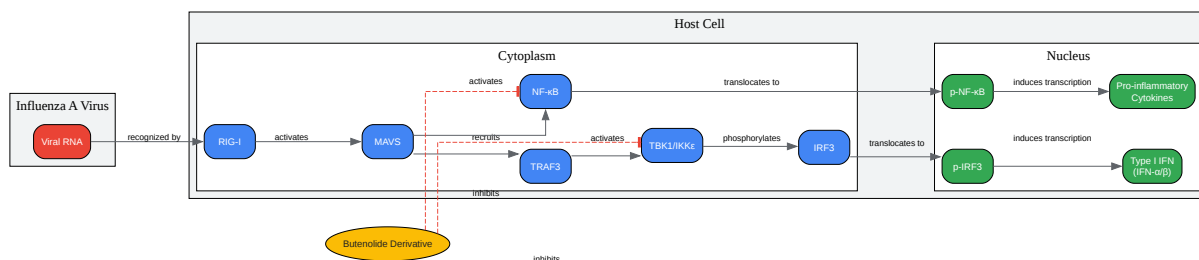 Host Cell
Cytoplasm
Nucleus
activates
translocates to
induces transcription
NF-κB
p-NF-κB
Pro-inflammatory
Cytokines
Influenza A Virus
Viral RNA
recognized by
RIG-I
activates
MAVS
recruits
activates
TBK1/IKKε
phosphorylates
IRF3
translocates to
induces transcription
TRAF3
p-IRF3
Type I IFN
(IFN-α/β)
inhibits
Butenolide Derivative
inhibits